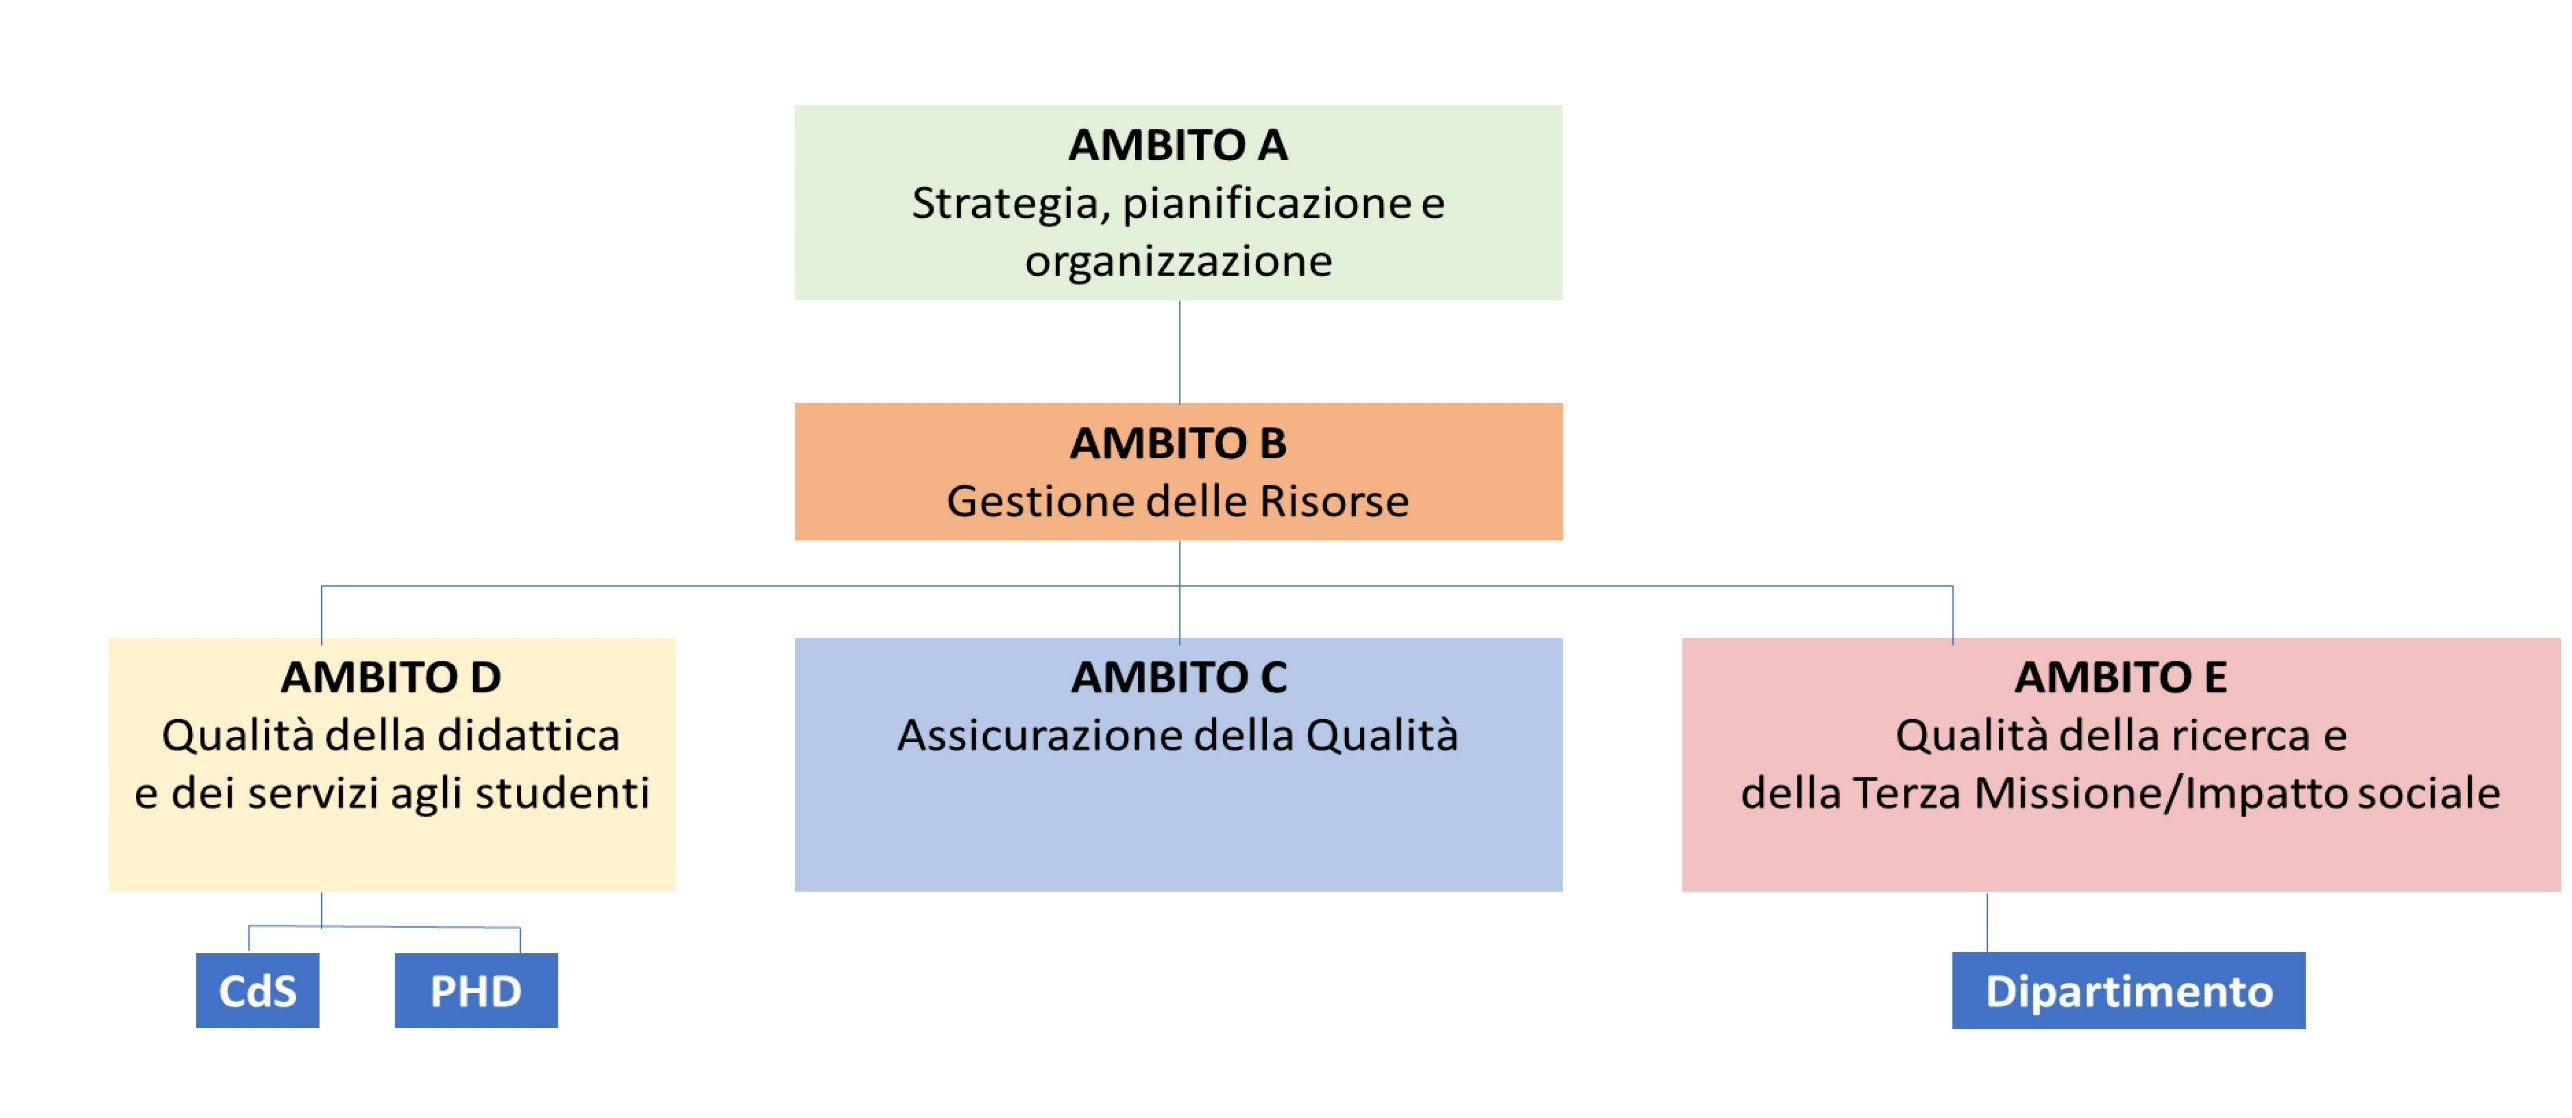 AMBITO A
Strategia, pianificazione e
organizzazione
AMBITO B
Gestione delle Risorse
AMBITO D
Qualità della didattica
e dei servizi agli studenti
AMBITO C
Assicurazione della Qualità
AMBITO E
Qualità della ricerca e
della Terza Missione/Impatto sociale
CdS
PHD
Dipartimento